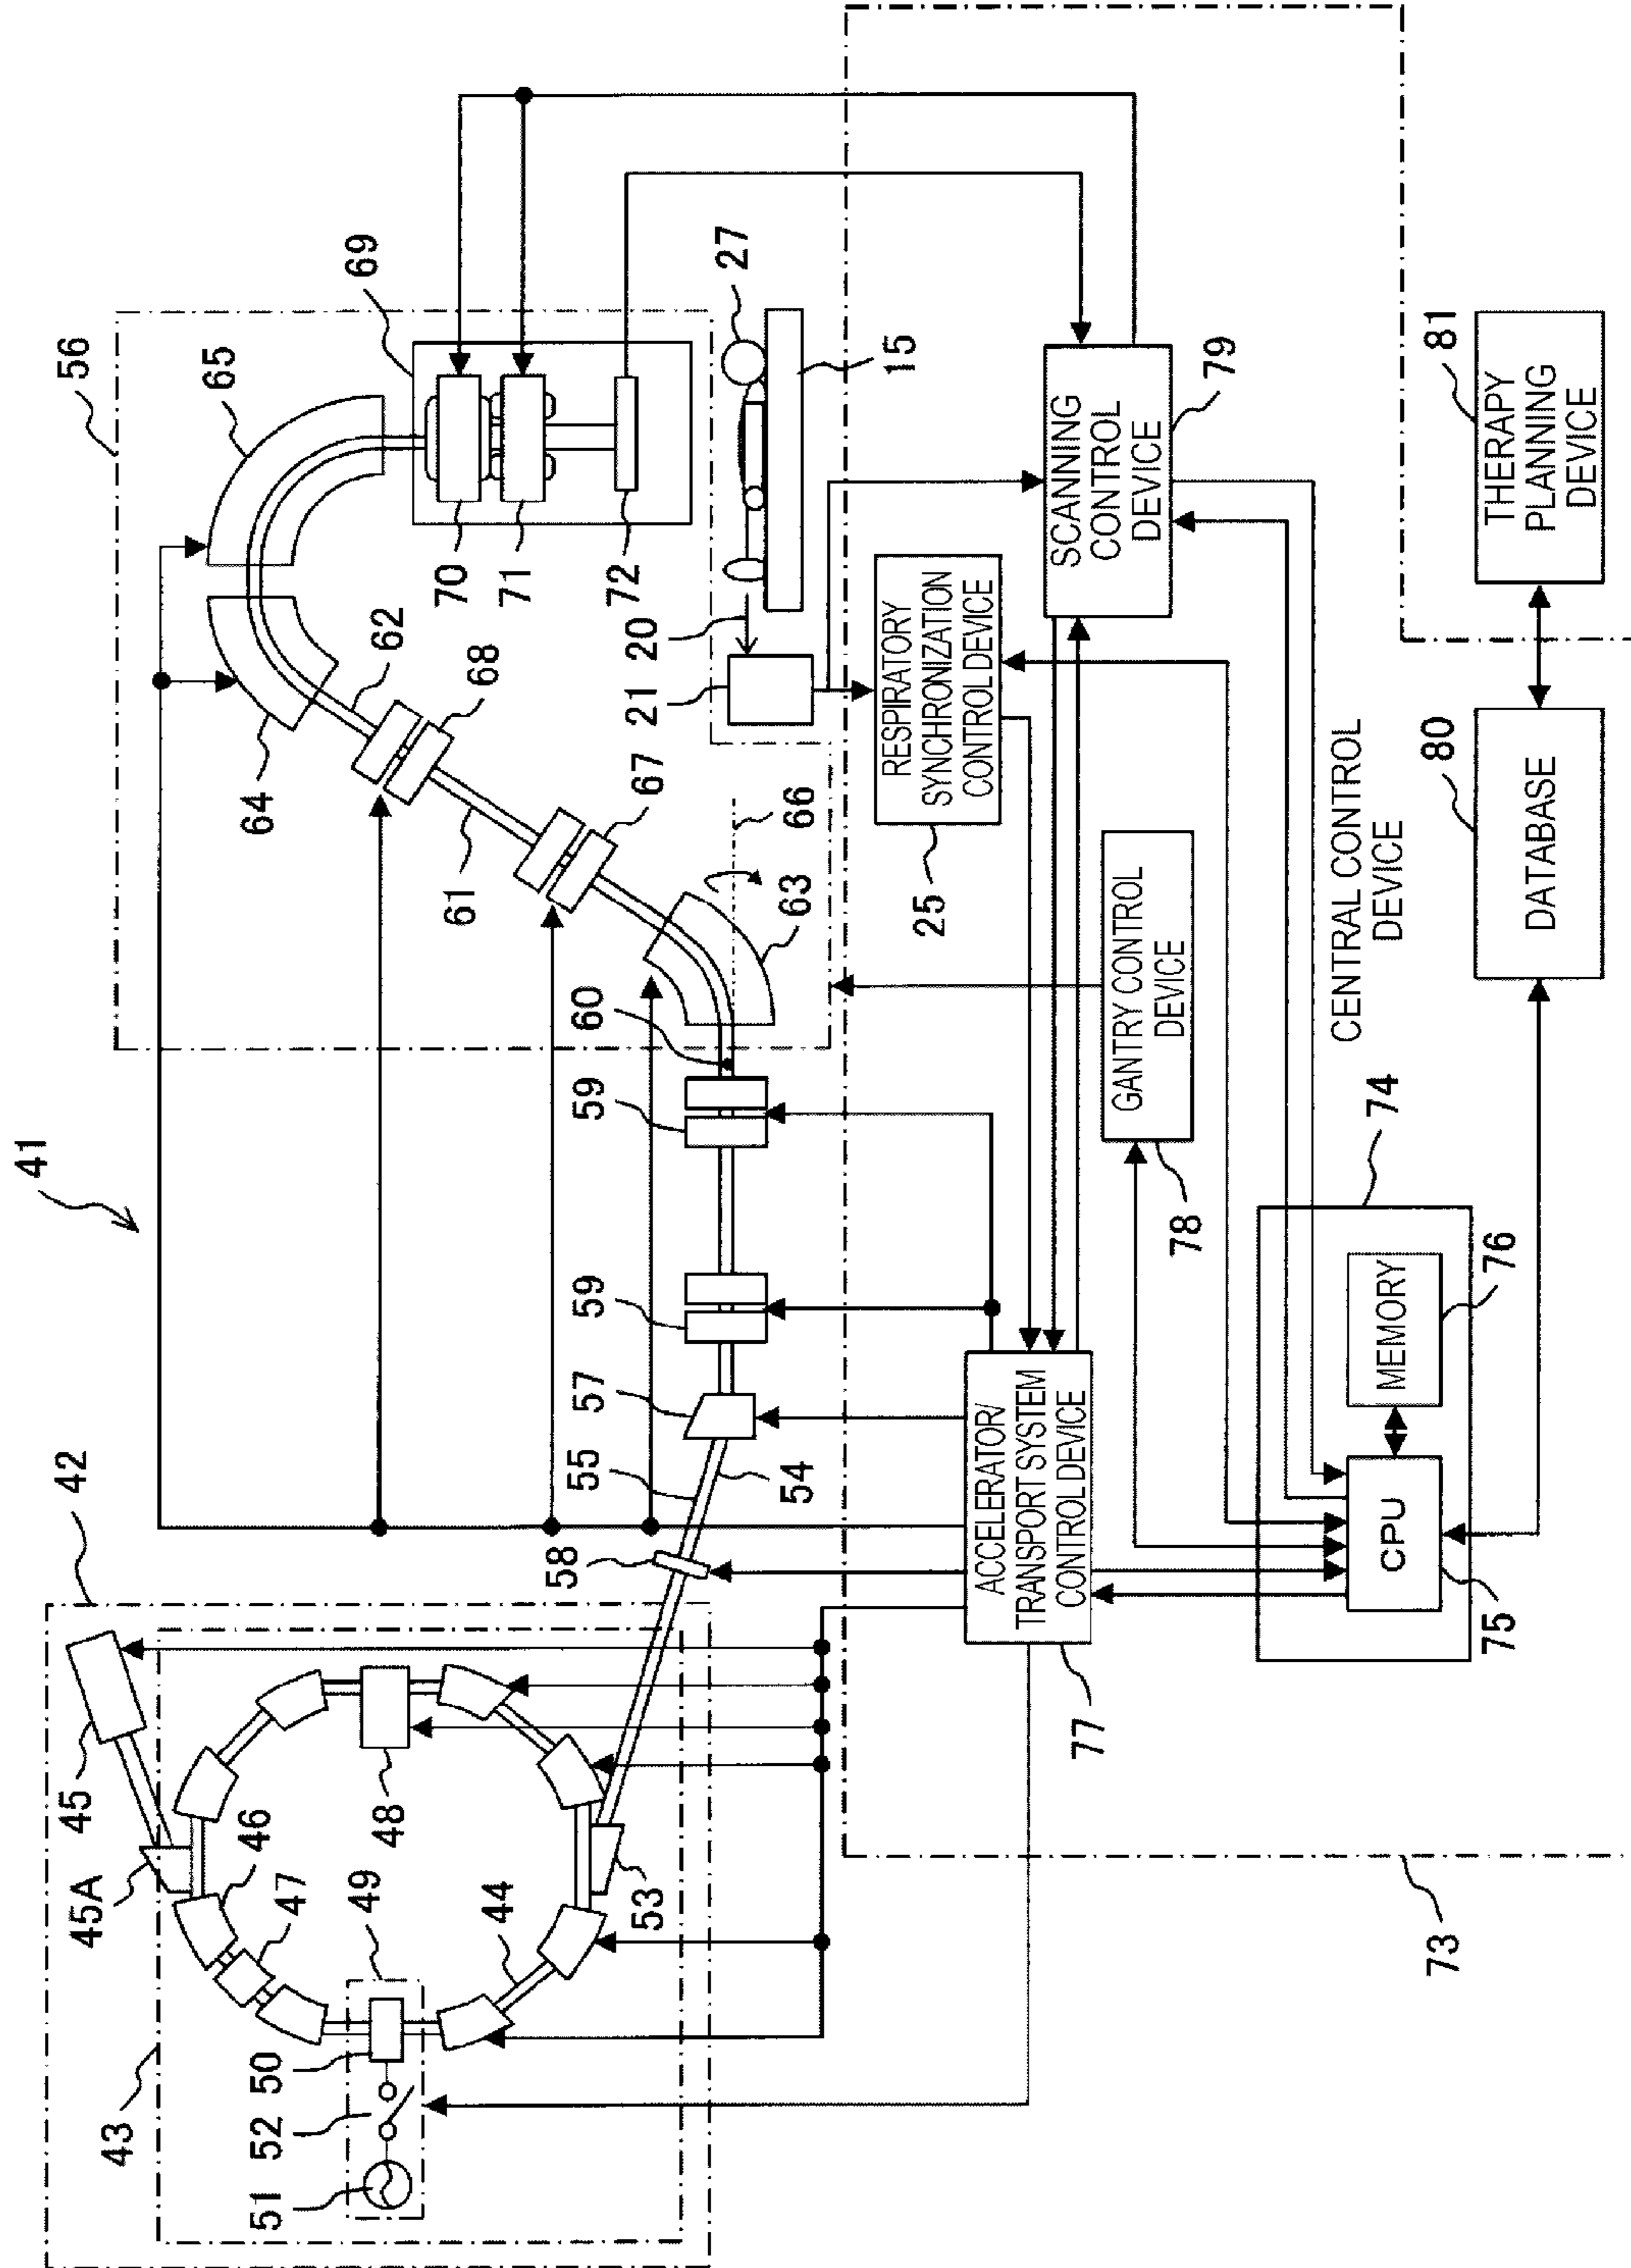 41
42
56
45
45A
43
65
46
64
51
52
50
47
69
49
48
62
61
68
44
58
55
57
59
59
60
67
70
71
72
53
54
20
21
66
63
27
15
25
RESPIRATORY
SYNCHRONIZATION
CONTROL DEVICE
ACCELERATOR/
TRANSPORT SYSTEM
CONTROL DEVICE
77
GANTRY CONTROL
DEVICE
78
SCANNING
CONTROL
DEVICE
79
74
CENTRAL CONTROL
DEVICE
CPU
75
MEMORY
76
73
80
DATABASE
81
THERAPY
PLANNING
DEVICE